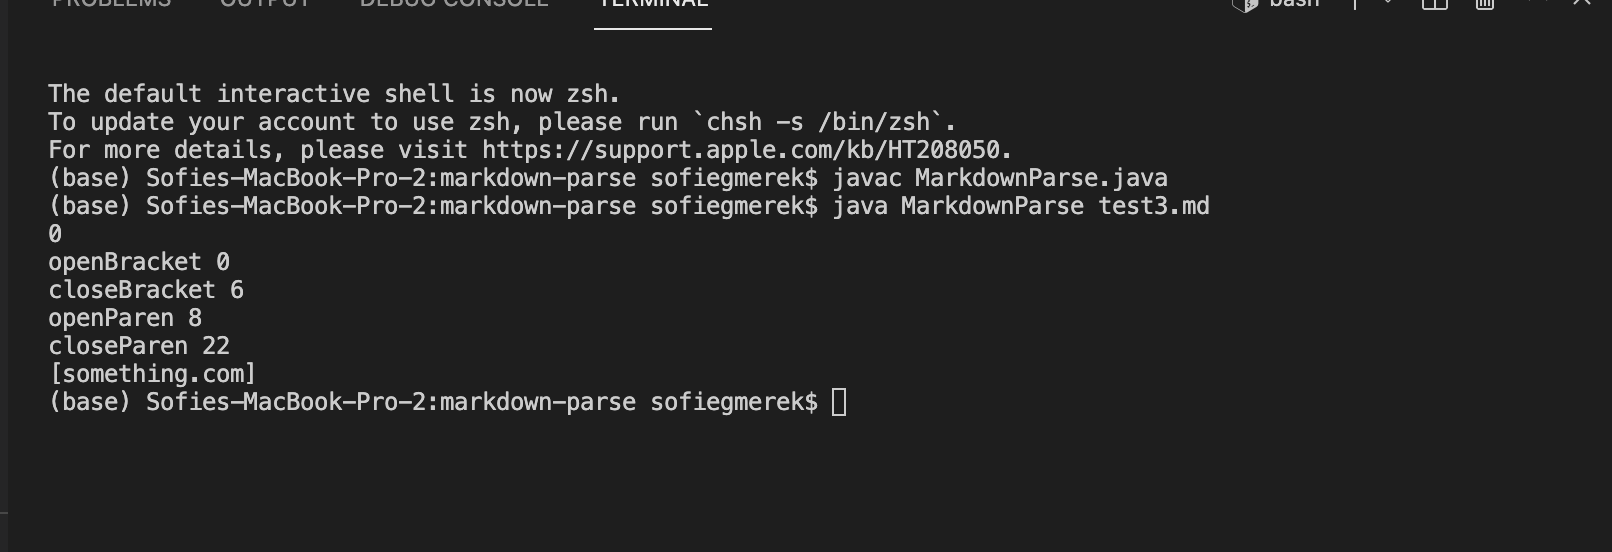 PROBLEMS OUTPUT DEBUG CONSOLE TERMINAL bash
The default interactive shell is now zsh.
To update your account to use zsh, please run `chsh -s /bin/zsh`.
For more details, please visit https://support.apple.com/kb/HT208050.
(base) Sofies-MacBook-Pro-2:markdown-parse sofiegmerek$ javac MarkdownParse.java
(base) Sofies-MacBook-Pro-2:markdown-parse sofiegmerek$ java MarkdownParse test3.md
0
openBracket 0
closeBracket 6
openParen 8
closeParen 22
[something.com]
(base) Sofies-MacBook-Pro-2:markdown-parse sofiegmerek$